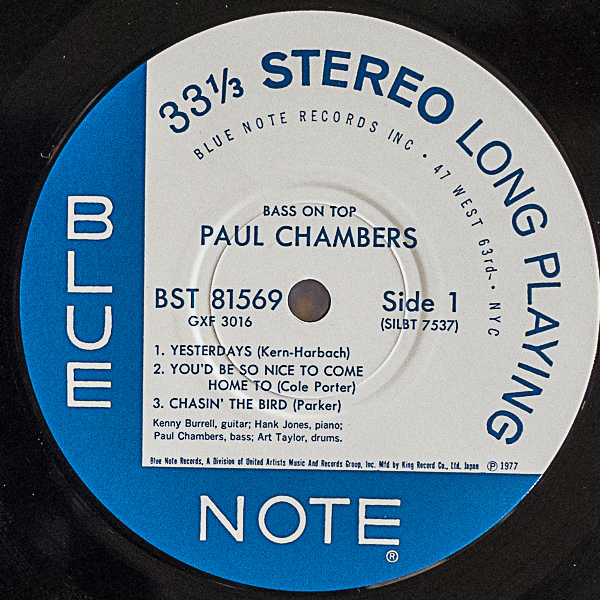 33⅓ STEREO LONG PLAYING
BLUE NOTE RECORDS INC · 47 WEST 63rd · NYC
BASS ON TOP
PAUL CHAMBERS
BST 81569 Side 1
GXF 3016 (SILBT 7537)
1. YESTERDAYS (Kern-Harbach)
2. YOU'D BE SO NICE TO COME
HOME TO (Cole Porter)
3. CHASIN' THE BIRD (Parker)
Kenny Burrell, guitar; Hank Jones, piano;
Paul Chambers, bass; Art Taylor, drums.
Blue Note Records, A Division of United Artists Music And Records Group, Inc. Mfd by King Record Co., Ltd. Japan ℗ 1977
BLUE
NOTE®